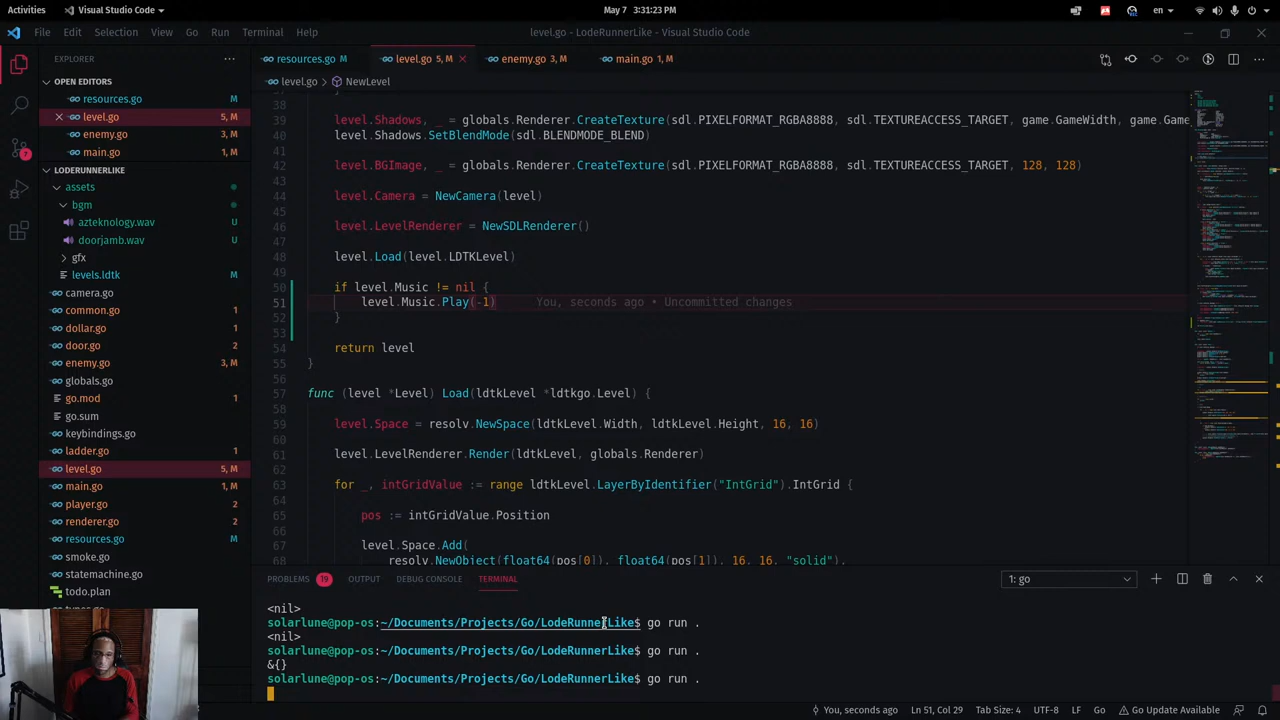 Activities
Visual Studio Code
May 7 3:31:23 PM
en
File Edit Selection View Go Run Terminal Help
level.go - LodeRunnerLike - Visual Studio Code
EXPLORER
resources.go M
level.go 5, M
enemy.go 3, M
main.go 1, M
OPEN EDITORS
resources.go M
level.go 5, M
enemy.go 3, M
main.go 1, M
LODERUNNERLIKE
assets
bgm
azteknology.wav U
doorjamb.wav U
gfx
levels.ldtk M
camera.go
common.go 1
dollar.go 1
door.go 2
enemy.go 3, M
globals.go
go.mod 1
go.sum
keybindings.go
ladder.go 1
level.go 5, M
main.go 1, M
player.go 2
renderer.go 2
resources.go M
smoke.go
statemachine.go
todo.plan
7
level.go > NewLevel
38
39 level.Shadows, _ = globals.Renderer.CreateTexture(sdl.PIXELFORMAT_RGBA8888, sdl.TEXTUREACCESS_TARGET, game.GameWidth, game.Game
40 level.Shadows.SetBlendMode(sdl.BLENDMODE_BLEND)
41
42 level.BGImage, _ = globals.Renderer.CreateTexture(sdl.PIXELFORMAT_RGBA8888, sdl.TEXTUREACCESS_TARGET, 128, 128)
43
44 level.Camera = NewCamera()
45
46 level.LevelRenderer = NewSDLRenderer()
47
48 level.Load(level.LDTKLevel)
49
50 if level.Music != nil {
51 level.Music.Play(-1 You, seconds ago • Uncommitted chang
52
53
54 return level
55 }
56
57 func level *Level) Load(ldtkLevel *ldtkgo.Level)
58
59
60
61 level.LevelRenderer.Render(ldtkLevel, globals.Ren
62
63 for _, intGridValue := range ldtkLevel.LayerByIdentifier("IntGrid").IntGrid {
64
65 pos := intGridValue.Position
66
67 level.Space.Add(
68 resolv.NewObject(float64(pos[0]), float64(pos[1]), 16, 16, "solid"),
PROBLEMS 19 OUTPUT DEBUG CONSOLE TERMINAL
1: go
<nil>
solarlune@pop-os:~/Documents/Projects/Go/LodeRunnerLike$ go run .
<nil>
solarlune@pop-os:~/Documents/Projects/Go/LodeRunnerLike$ go run .
&{}
solarlune@pop-os:~/Documents/Projects/Go/LodeRunnerLike$ go run .
You, seconds ago Ln 51, Col 29 Tab Size: 4 UTF-8 LF Go Go Update Available